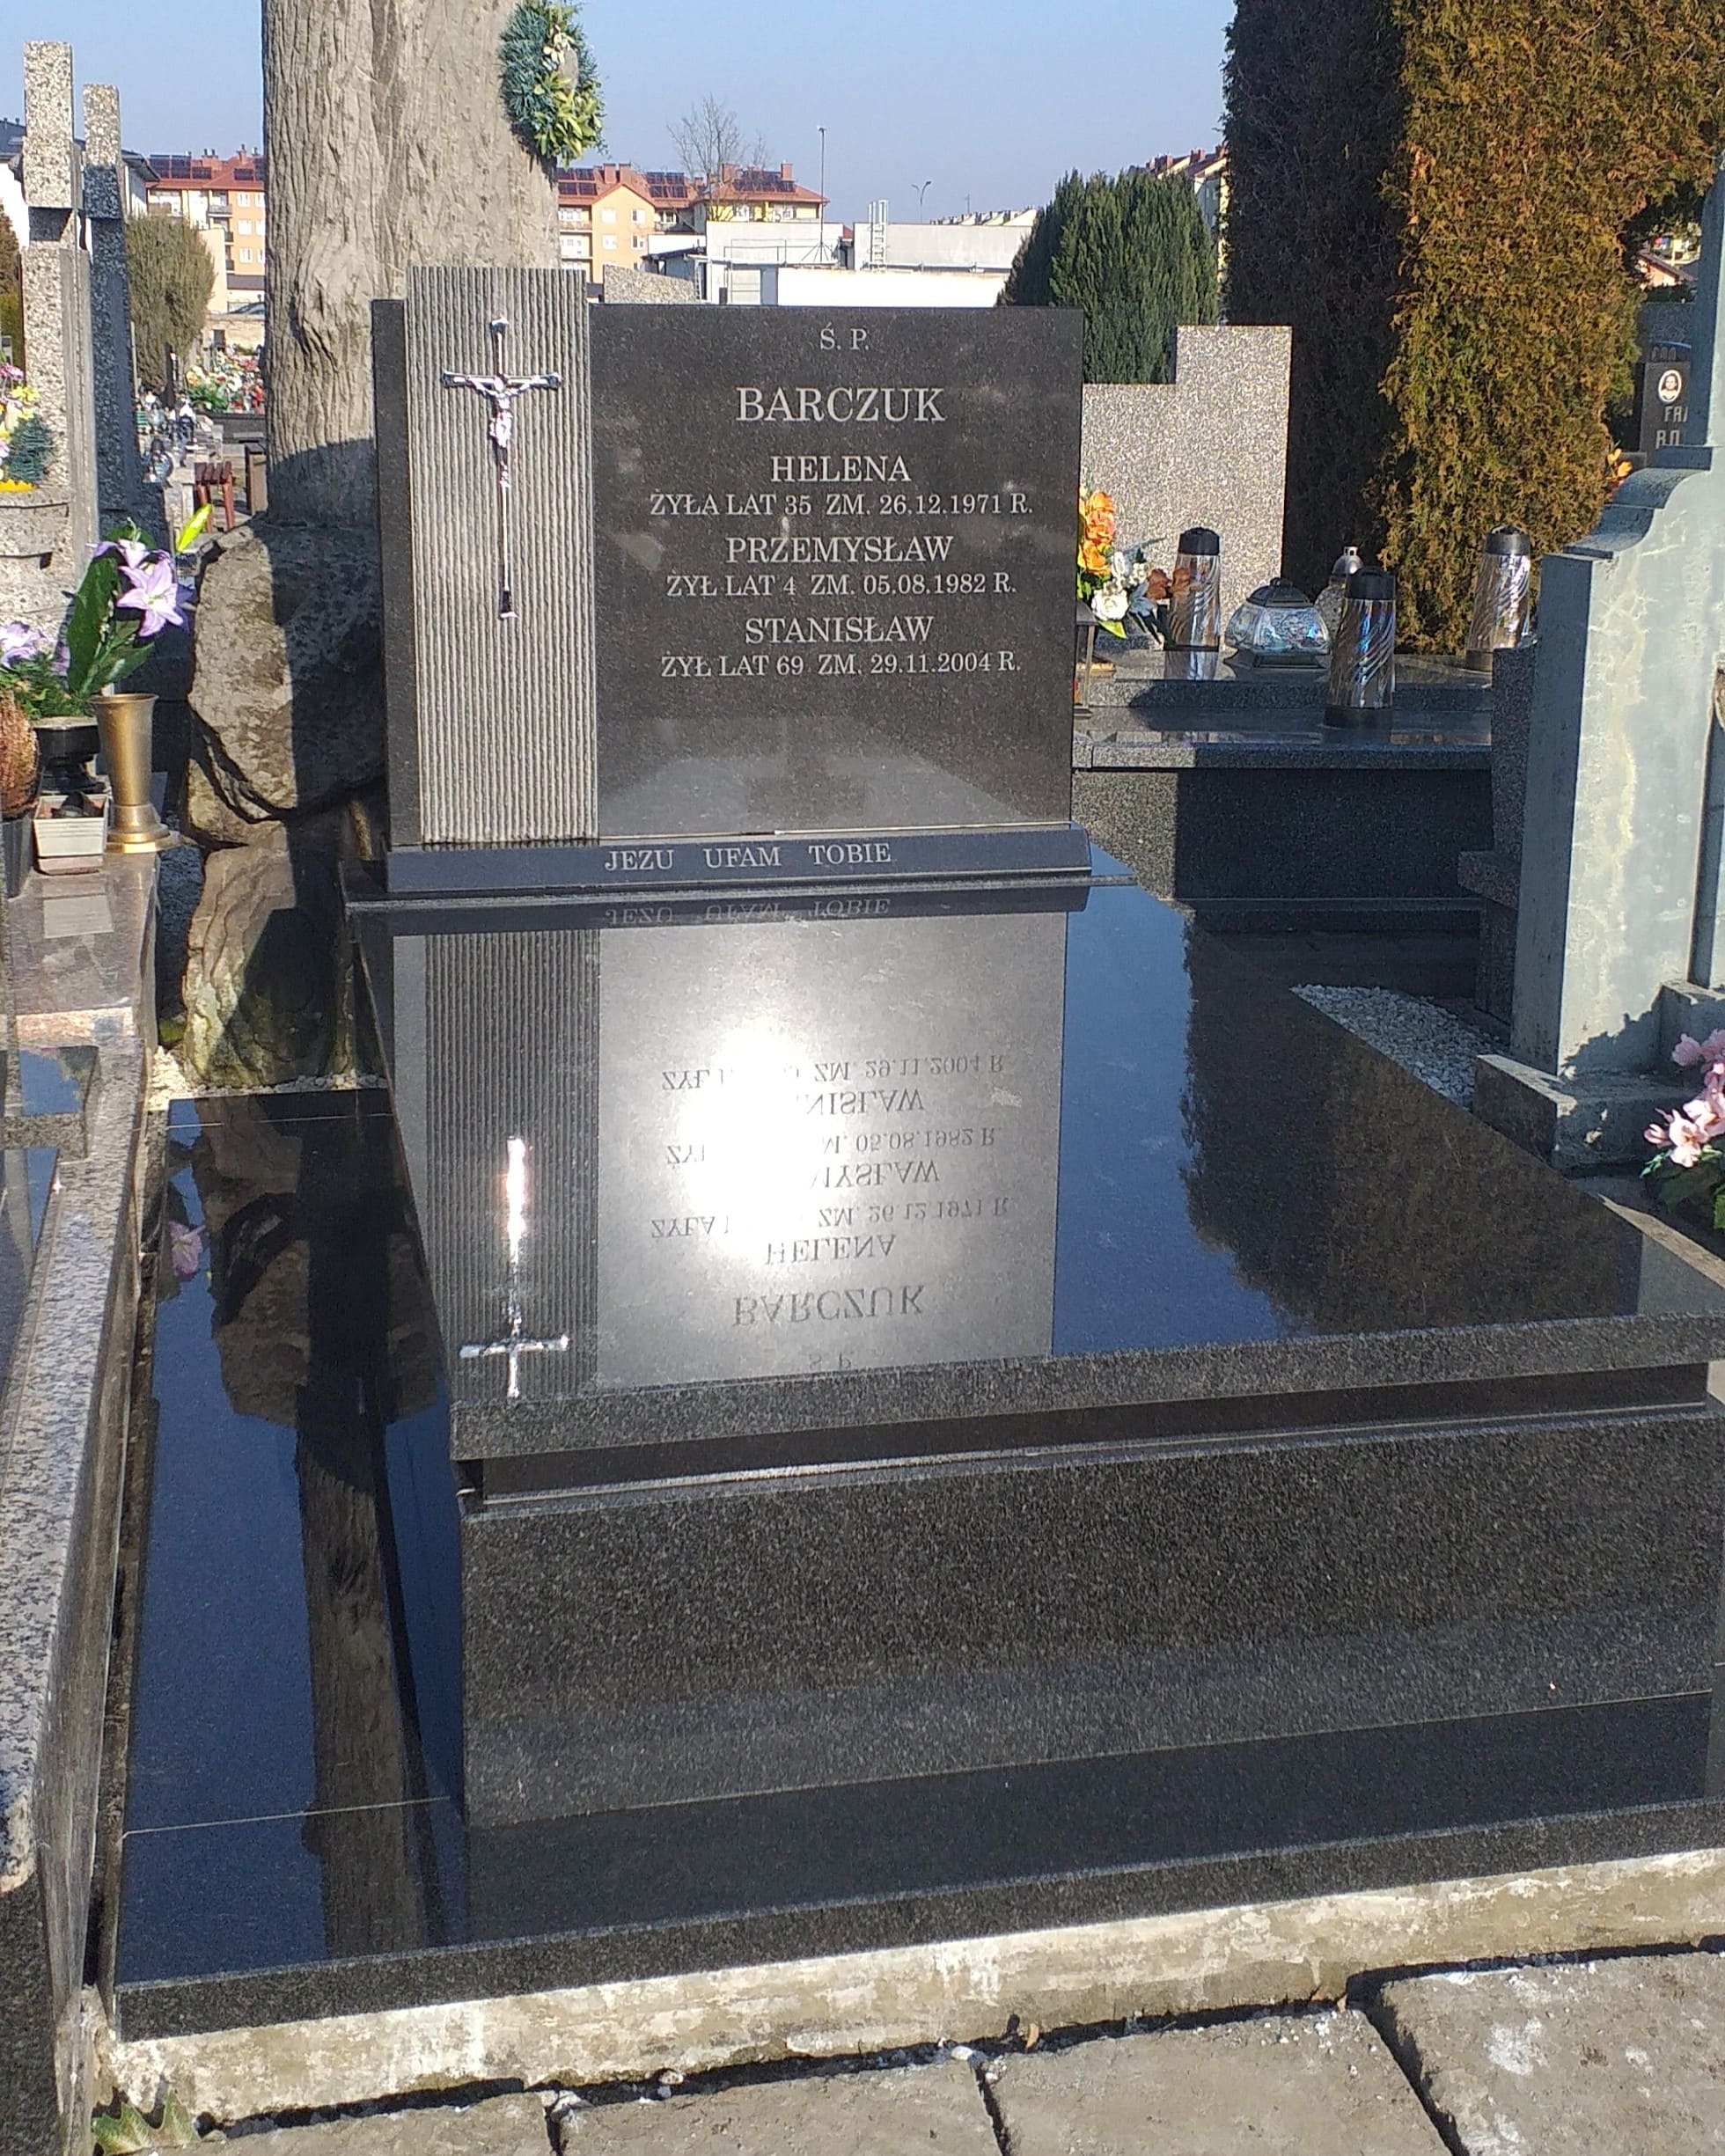 Ś. P.
BARCZUK
HELENA
ŻYŁA LAT 35 ZM. 26.12.1971 R.
PRZEMYSŁAW
ŻYŁ LAT 4 ZM. 05.08.1982 R.
STANISŁAW
ŻYŁ LAT 69 ZM. 29.11.2004 R.
JEZU UFAM TOBIE